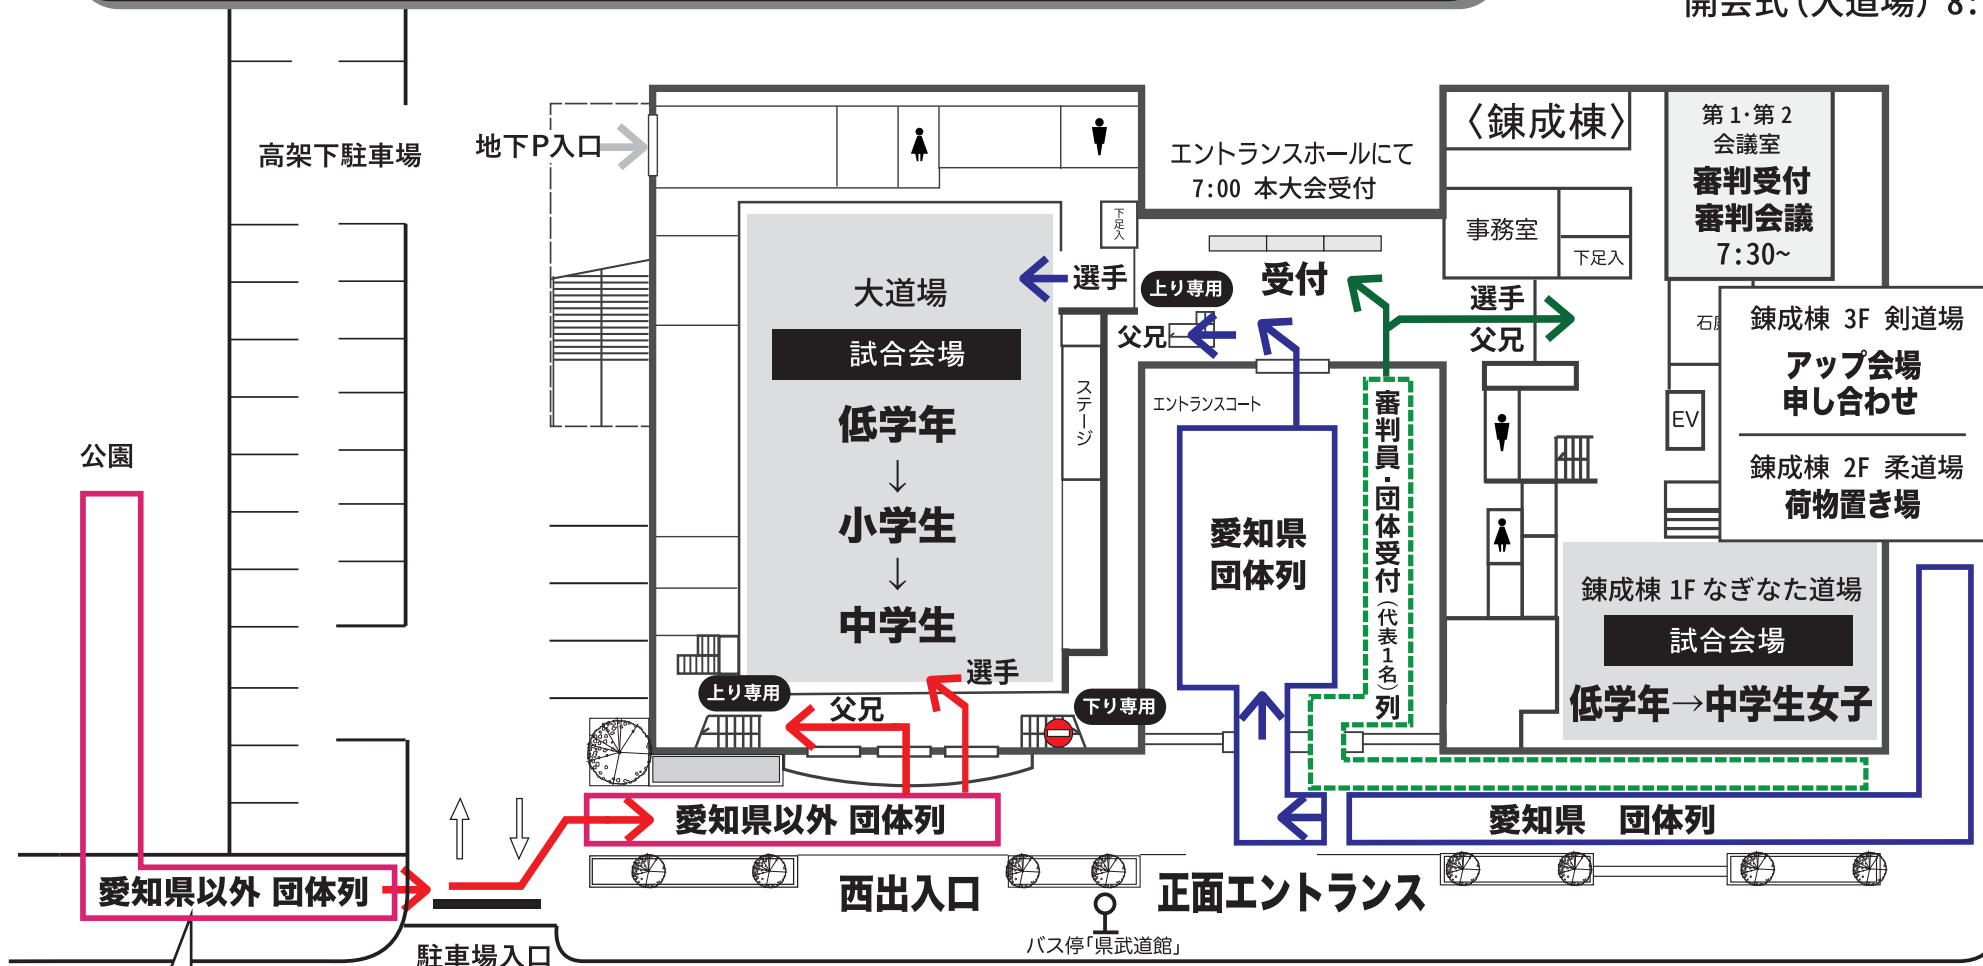 開会式（大道場）8:
高架下駐車場
地下P入口
エントランスホールにて
7:00 本大会受付
〈錬成棟〉
第1・第2
会議室
審判受付
審判会議
7:30~
事務室
下足入
下足入
大道場
試合会場
低学年
↓
小学生
↓
中学生
選手
上り専用
受付
父兄
選手
父兄
ステージ
エントランスコート
審判員・団体受付（代表1名）列
愛知県
団体列
EV
錬成棟 3F 剣道場
アップ会場
申し合わせ
錬成棟 2F 柔道場
荷物置き場
錬成棟 1F なぎなた道場
試合会場
低学年→中学生女子
公園
選手
上り専用
父兄
下り専用
愛知県以外 団体列
愛知県 団体列
愛知県以外 団体列
西出入口
正面エントランス
バス停「県武道館」
駐車場入口